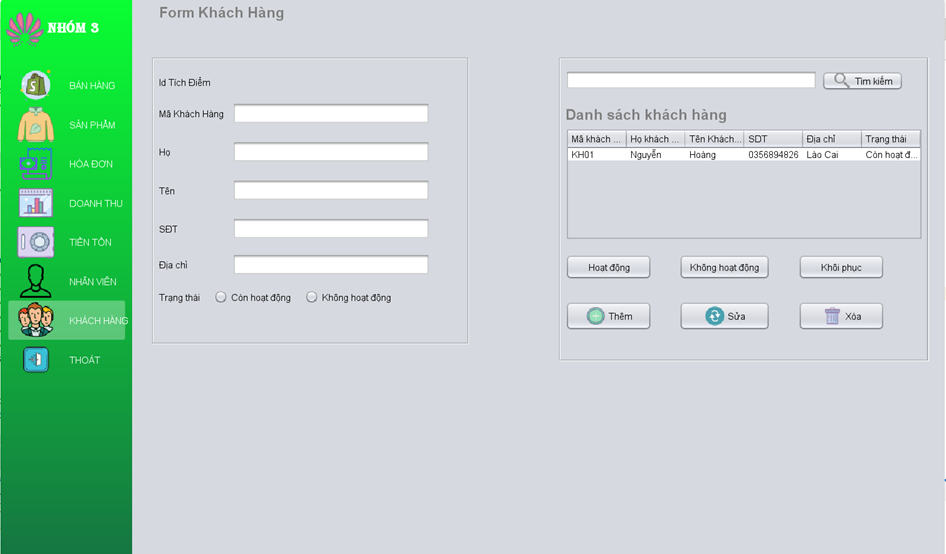 NHÓM 3
BÁN HÀNG
SẢN PHẨM
HÓA ĐƠN
DOANH THU
TIỀN TỒN
NHÂN VIÊN
KHÁCH HÀNG
THOÁT
Form Khách Hàng
Id Tích Điểm
Mã Khách Hàng
Họ
Tên
SĐT
Địa chỉ
Trạng thái Còn hoạt động Không hoạt động
Tìm kiếm
Danh sách khách hàng
Mã khách ... Họ khách ... Tên Khách... SDT Địa chỉ Trạng thái
KH01 Nguyễn Hoàng 0356894826 Lào Cai Còn hoạt đ...
Hoạt động Không hoạt động Khôi phục
Thêm Sửa Xóa